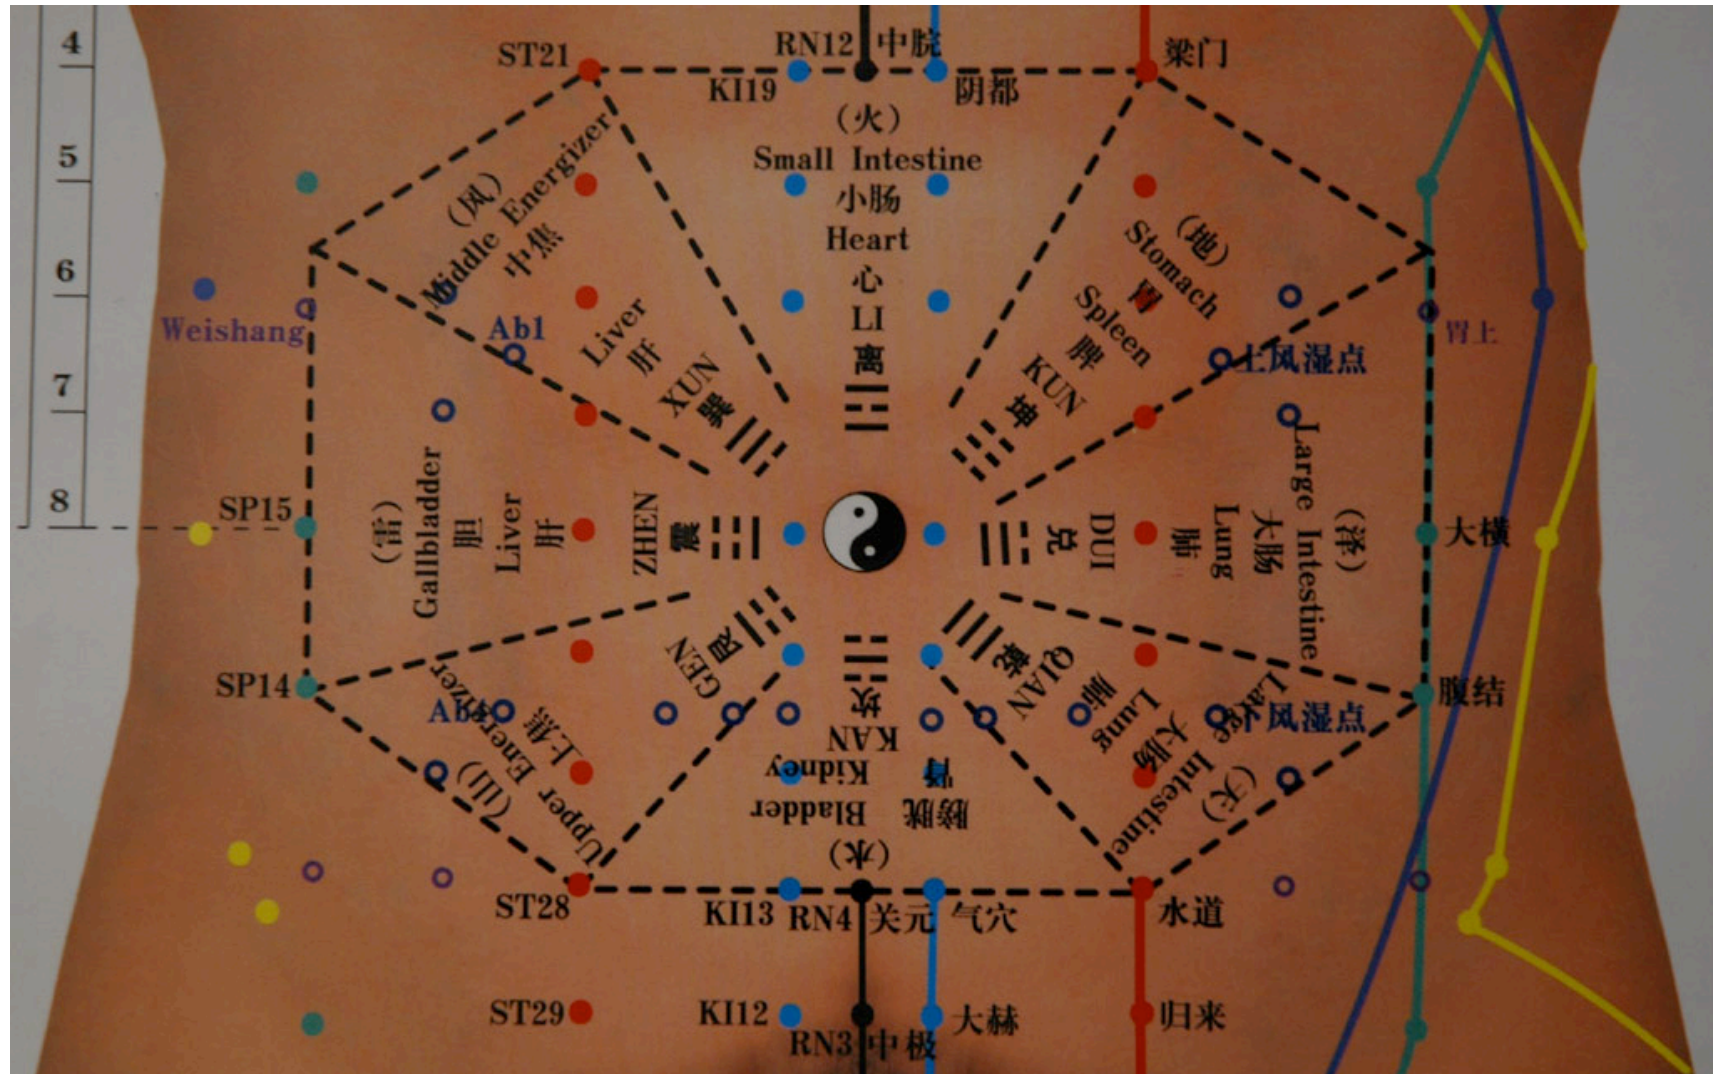 4
5
6
7
8
ST21
RN12 中脘
梁门
KI19
阴都
(火)
Small Intestine
小肠
Heart
心
LI
离
(风)
Middle Energizer
中焦
Liver
肝
XUN
巽
(地)
Stomach
胃
Spleen
脾
KUN
坤
Weishang
Ab1
上风湿点
胃上
SP15
(雷)
Gallbladder
胆
Liver
肝
ZHEN
震
兑
DUI
肺
Lung
大肠
Large Intestine
(泽)
大横
SP14
GEN
艮
上焦
Upper Energizer
(山)
坎
KAN
Kidney 肾
Bladder 膀胱
(水)
乾
QIAN
肺
Lung
大肠
Large Intestine
(天)
下风湿点
腹结
ST28
KI13
RN4 关元
气穴
水道
ST29
KI12
RN3 中极
大赫
归来